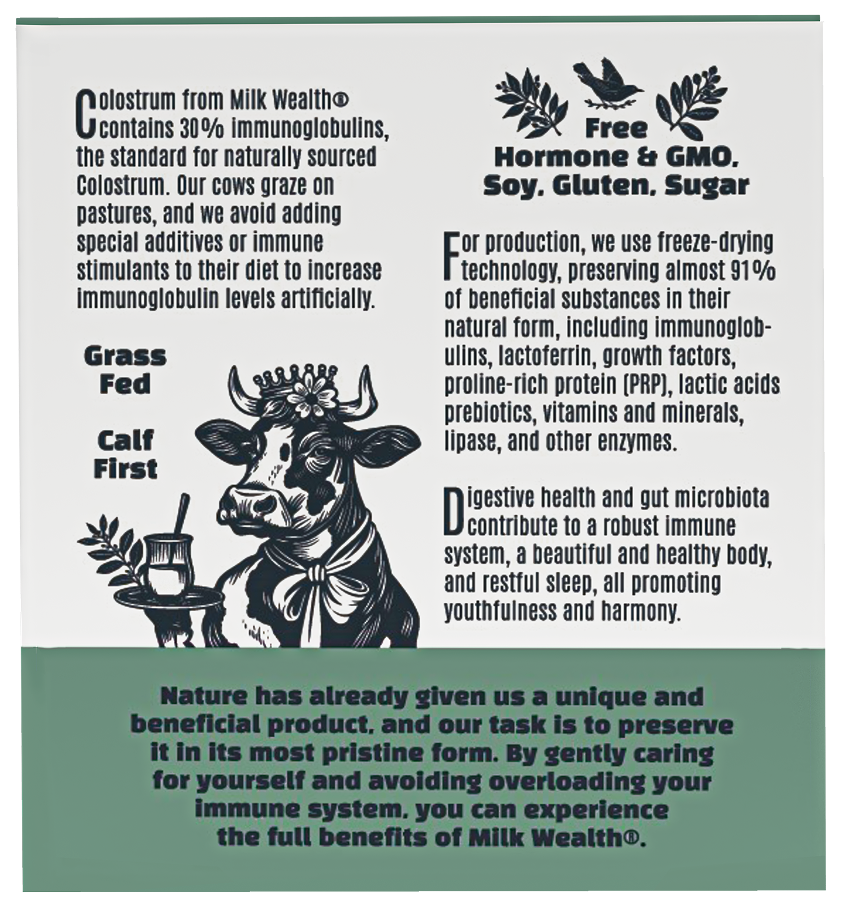 Colostrum from Milk Wealth®
contains 30% immunoglobulins,
the standard for naturally sourced
Colostrum. Our cows graze on
pastures, and we avoid adding
special additives or immune
stimulants to their diet to increase
immunoglobulin levels artificially.
Grass
Fed
Calf
First
Free
Hormone & GMO,
Soy, Gluten, Sugar
For production, we use freeze-drying
technology, preserving almost 91%
of beneficial substances in their
natural form, including immunoglob-
ulins, lactoferrin, growth factors,
proline-rich protein (PRP), lactic acids
prebiotics, vitamins and minerals,
lipase, and other enzymes.
Digestive health and gut microbiota
contribute to a robust immune
system, a beautiful and healthy body,
and restful sleep, all promoting
youthfulness and harmony.
Nature has already given us a unique and
beneficial product, and our task is to preserve
it in its most pristine form. By gently caring
for yourself and avoiding overloading your
immune system, you can experience
the full benefits of Milk Wealth®.